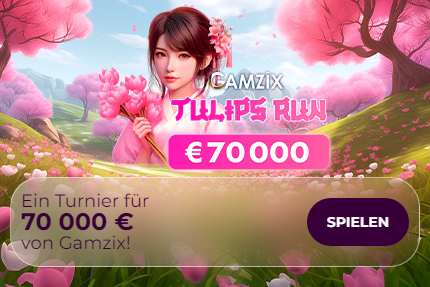 GAMZIX
TULIPS RUN
€70 000
Ein Turnier für
70 000 €
von Gamzix!
SPIELEN